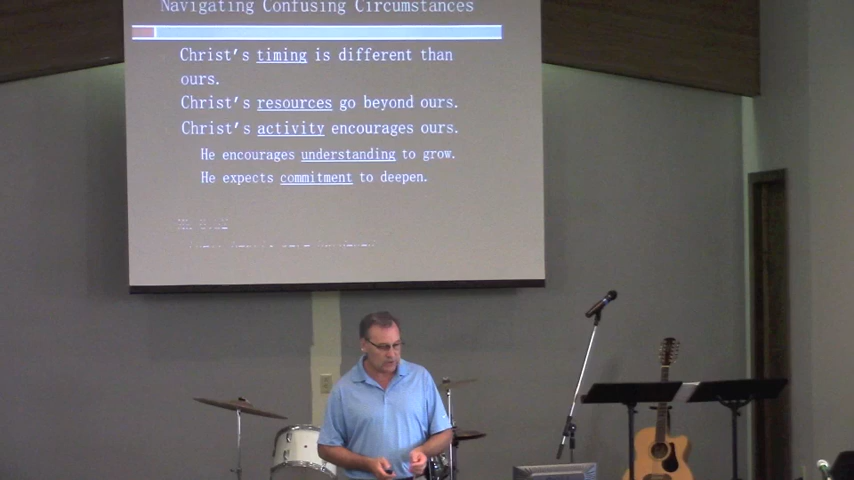 Navigating Confusing Circumstances
Christ's timing is different than
ours.
Christ's resources go beyond ours.
Christ's activity encourages ours.
He encourages understanding to grow.
He expects commitment to deepen.